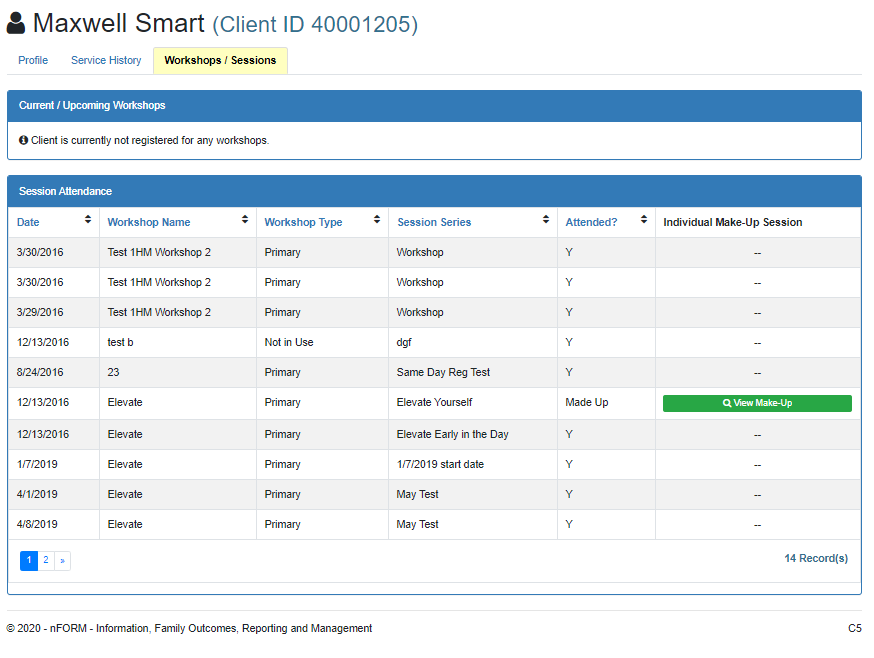 Maxwell Smart (Client ID 40001205)
Profile Service History Workshops / Sessions
Current / Upcoming Workshops
Client is currently not registered for any workshops.
Session Attendance
Date Workshop Name Workshop Type Session Series Attended? Individual Make-Up Session
3/30/2016 Test 1HM Workshop 2 Primary Workshop Y --
3/30/2016 Test 1HM Workshop 2 Primary Workshop Y --
3/29/2016 Test 1HM Workshop 2 Primary Workshop Y --
12/13/2016 test b Not in Use dgf Y --
8/24/2016 23 Primary Same Day Reg Test Y --
12/13/2016 Elevate Primary Elevate Yourself Made Up View Make-Up
12/13/2016 Elevate Primary Elevate Early in the Day Y --
1/7/2019 Elevate Primary 1/7/2019 start date Y --
4/1/2019 Elevate Primary May Test Y --
4/8/2019 Elevate Primary May Test Y --
1 2 » 14 Record(s)
© 2020 - nFORM - Information, Family Outcomes, Reporting and Management C5